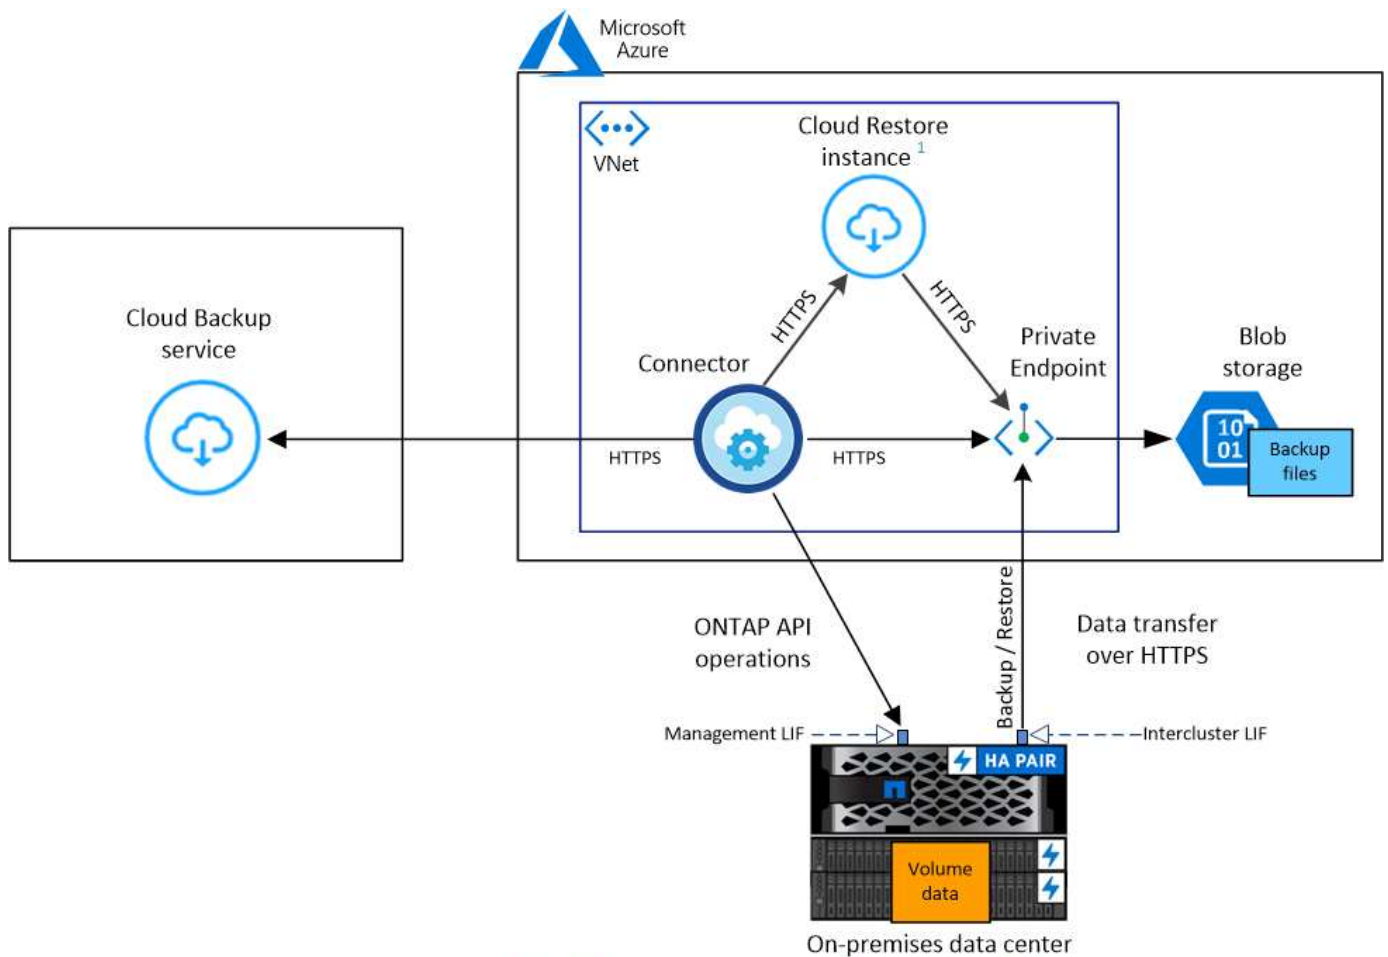 Microsoft
Azure
VNet
Cloud Restore
instance 1
HTTPS
HTTPS
Cloud Backup
service
Connector
Private
Endpoint
Blob
storage
HTTPS
HTTPS
10
01
Backup
files
ONTAP API
operations
Backup / Restore
Data transfer
over HTTPS
Management LIF
Intercluster LIF
HA PAIR
Volume
data
On-premises data center